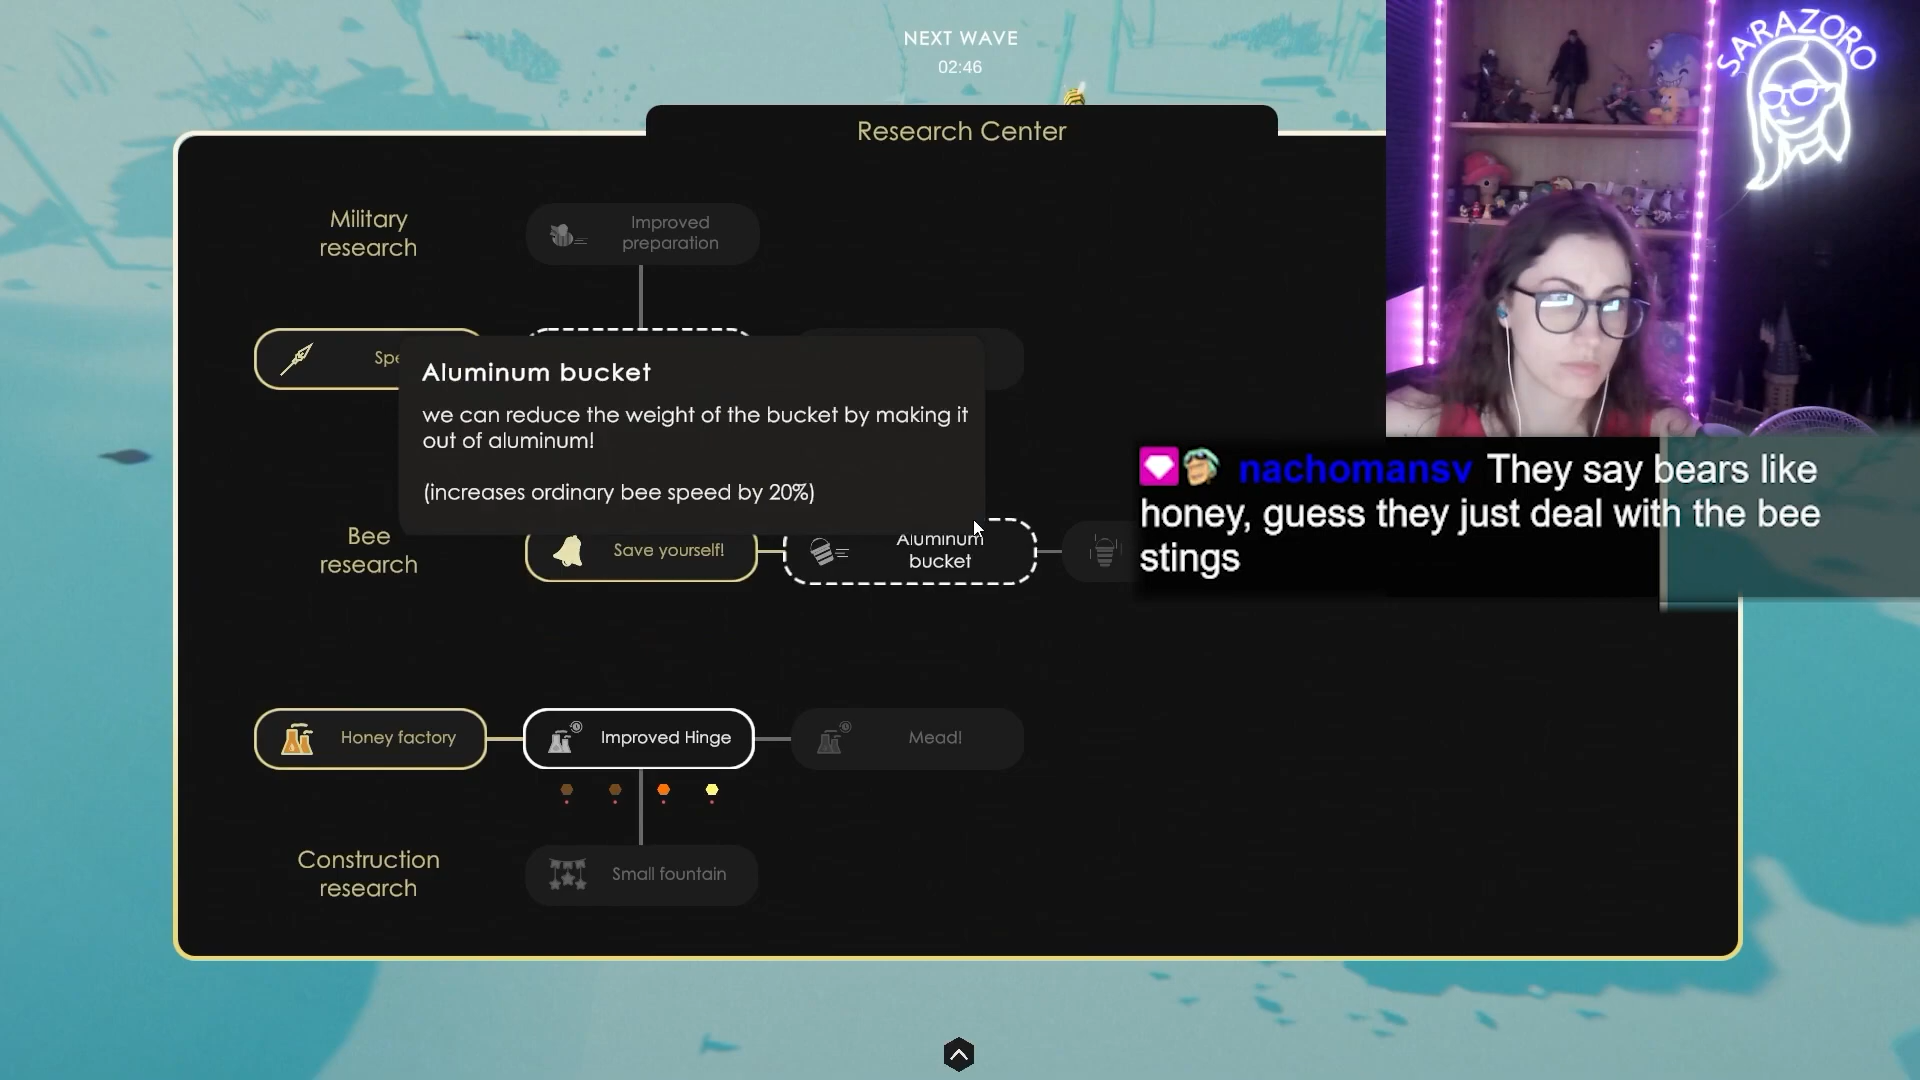 NEXT WAVE
02:46
SARAZORO
Research Center
Military
research
Improved
preparation
Aluminum bucket
we can reduce the weight of the bucket by making it
out of aluminum!
(increases ordinary bee speed by 20%)
nachomansv They say bears like
honey, guess they just deal with the bee
stings
Bee
research
Save yourself!
Aluminum
bucket
Honey factory
Improved Hinge
Mead!
Construction
research
Small fountain